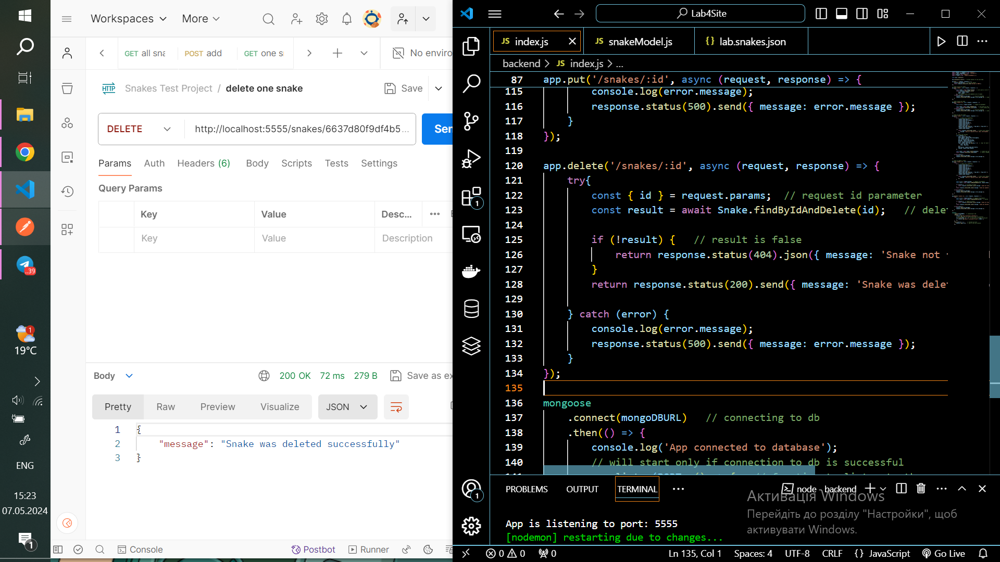 Workspaces
More
GET all sna
POST add
GET one s
No enviro
HTTP
Snakes Test Project / delete one snake
Save
DELETE
http://localhost:5555/snakes/6637d80f9df4b5...
Sen
Params
Auth
Headers (6)
Body
Scripts
Tests
Settings
Query Params
Key
Value
Desc...
Key
Value
Description
Body
200 OK
72 ms
279 B
Save as ex
Pretty
Raw
Preview
Visualize
JSON
1 {
2 "message": "Snake was deleted successfully"
3 }
Console
Postbot
Runner
..39
1
19°C
ENG
15:23
07.05.2024
1
Lab4Site
JS index.js
JS snakeModel.js
{} lab.snakes.json
backend > JS index.js > ...
87 app.put('/snakes/:id', async (request, response) => {
115 console.log(error.message);
116 response.status(500).send({ message: error.message });
117 }
118 });
119
120 app.delete('/snakes/:id', async (request, response) => {
121 try{
122 const { id } = request.params; // request id parameter
123 const result = await Snake.findByIdAndDelete(id); // delet
124
125 if (!result) { // result is false
126 return response.status(404).json({ message: 'Snake not
127 }
128 return response.status(200).send({ message: 'Snake was delet
129
130 } catch (error) {
131 console.log(error.message);
132 response.status(500).send({ message: error.message });
133 }
134 });
135
136 mongoose
137 .connect(mongoDBURL) // connecting to db
138 .then(() => {
139 console.log('App connected to database');
140 // will start only if connection to db is successful
1
1
PROBLEMS
OUTPUT
TERMINAL
node - backend
App is listening to port: 5555
[nodemon] restarting due to changes...
Активація Windows
Перейдіть до розділу "Настройки", щоб
активувати Windows.
0 0
0
Ln 135, Col 1
Spaces: 4
UTF-8
CRLF
{} JavaScript
Go Live